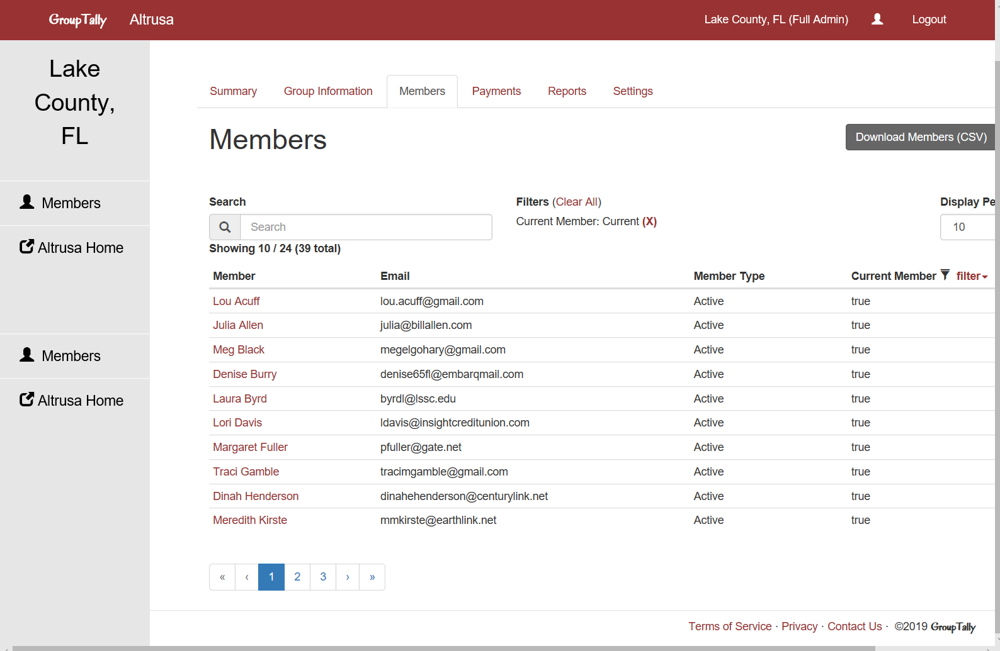 GroupTally Altrusa Lake County, FL (Full Admin) Logout
Lake
County,
FL
Members
Altrusa Home
Members
Altrusa Home
Summary Group Information Members Payments Reports Settings
Members
Download Members (CSV)
Search Filters (Clear All) Display Pe
Search Current Member: Current (X) 10
Showing 10 / 24 (39 total)
Member Email Member Type Current Member filter
Lou Acuff lou.acuff@gmail.com Active true
Julia Allen julia@billallen.com Active true
Meg Black megelgohary@gmail.com Active true
Denise Burry denise65fl@embarqmail.com Active true
Laura Byrd byrdl@lssc.edu Active true
Lori Davis ldavis@insightcreditunion.com Active true
Margaret Fuller pfuller@gate.net Active true
Traci Gamble tracimgamble@gmail.com Active true
Dinah Henderson dinahehenderson@centurylink.net Active true
Meredith Kirste mmkirste@earthlink.net Active true
« ‹ 1 2 3 › »
Terms of Service · Privacy · Contact Us · ©2019 GroupTally